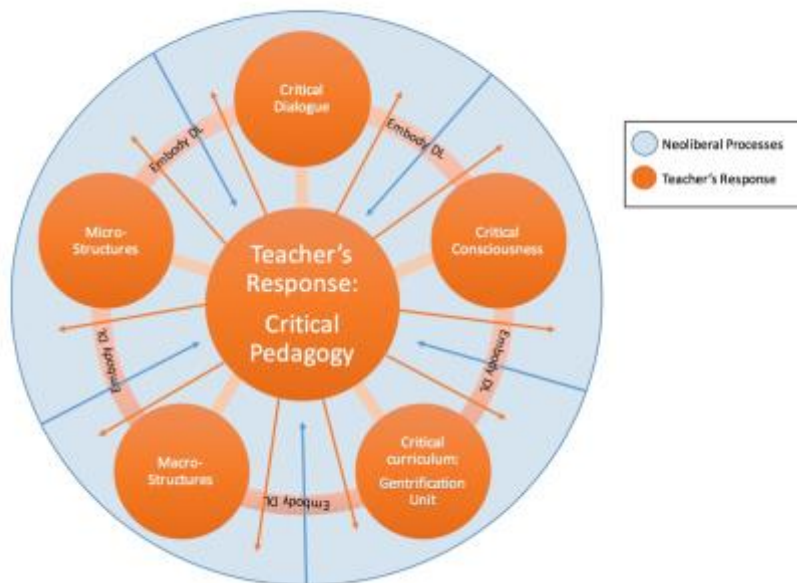 Critical
Dialogue
Embody DL
Embody DL
Micro-
Structures
Critical
Consciousness
Teacher's
Response:
Critical
Pedagogy
Embody DL
Embody DL
Macro-
Structures
Critical
curriculum:
Gentrification
Unit
Embody DL
Neoliberal Processes
Teacher's Response